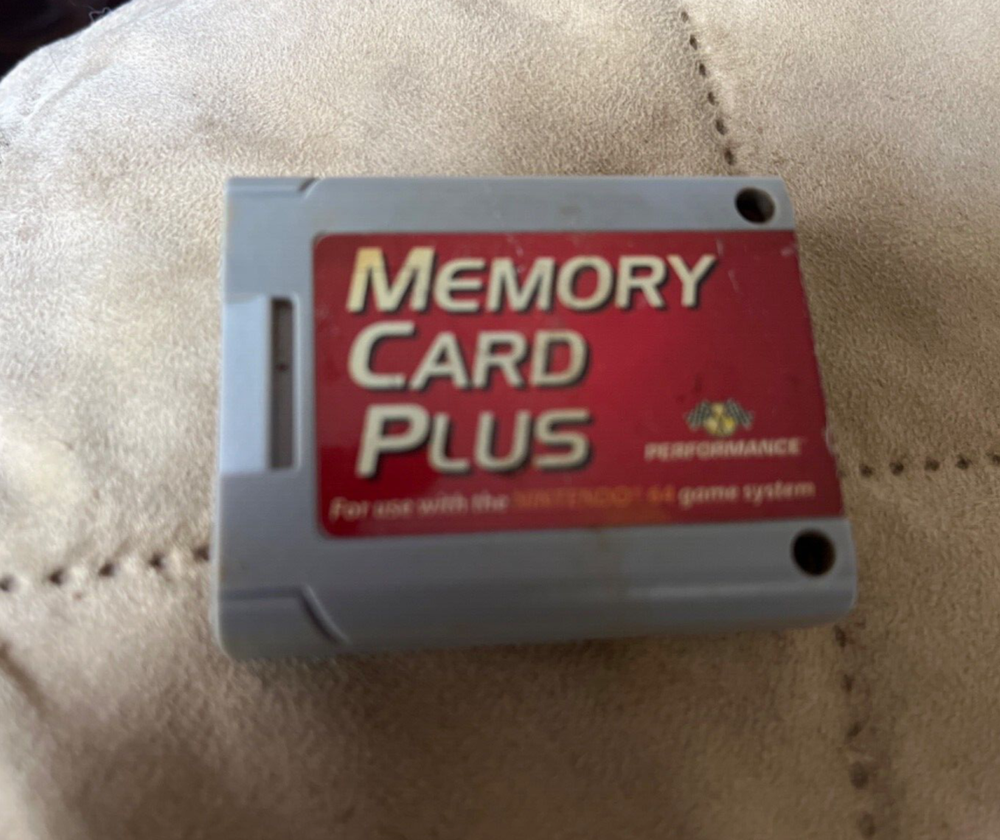 MEMORY
CARD
PLUS
PERFORMANCE
For use with the NINTENDO® 64 game system